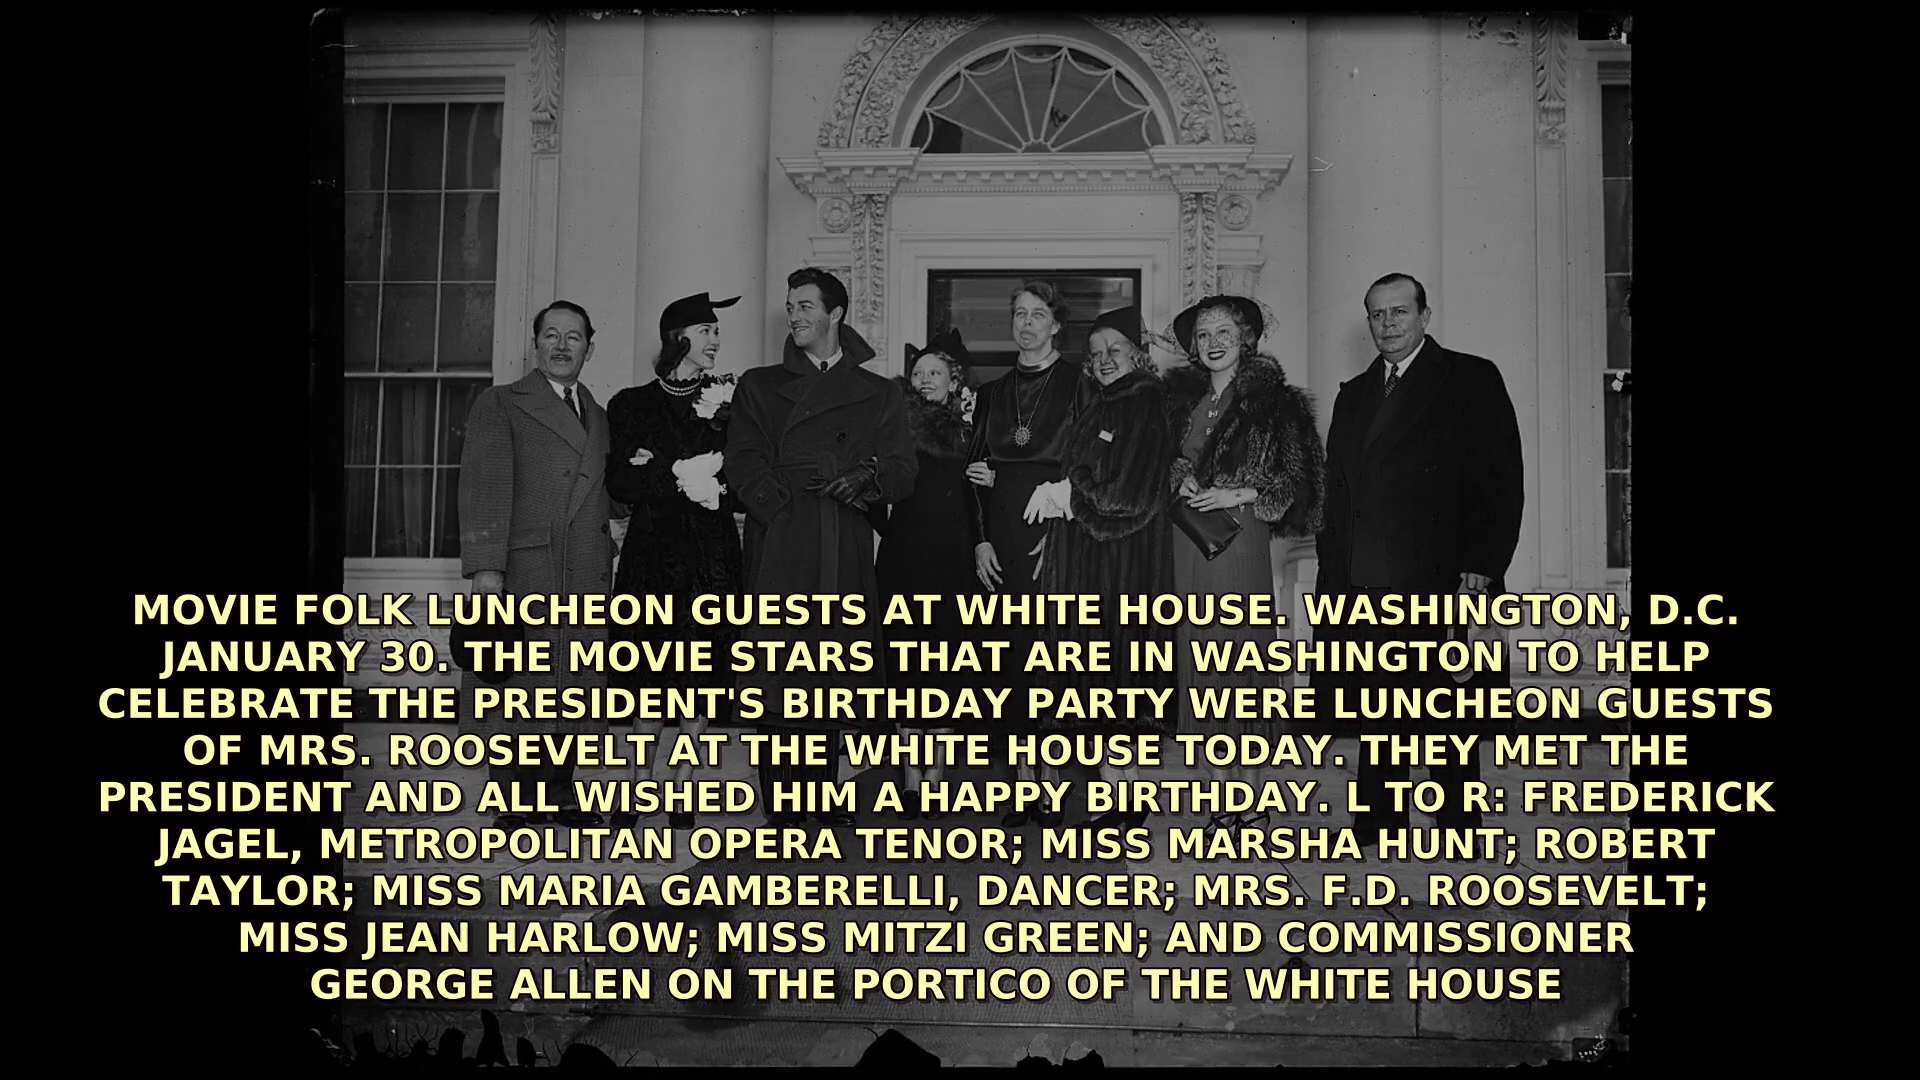 MOVIE FOLK LUNCHEON GUESTS AT WHITE HOUSE. WASHINGTON, D.C.
JANUARY 30. THE MOVIE STARS THAT ARE IN WASHINGTON TO HELP
CELEBRATE THE PRESIDENT'S BIRTHDAY PARTY WERE LUNCHEON GUESTS
OF MRS. ROOSEVELT AT THE WHITE HOUSE TODAY. THEY MET THE
PRESIDENT AND ALL WISHED HIM A HAPPY BIRTHDAY. L TO R: FREDERICK
JAGEL, METROPOLITAN OPERA TENOR; MISS MARSHA HUNT; ROBERT
TAYLOR; MISS MARIA GAMBERELLI, DANCER; MRS. F.D. ROOSEVELT;
MISS JEAN HARLOW; MISS MITZI GREEN; AND COMMISSIONER
GEORGE ALLEN ON THE PORTICO OF THE WHITE HOUSE